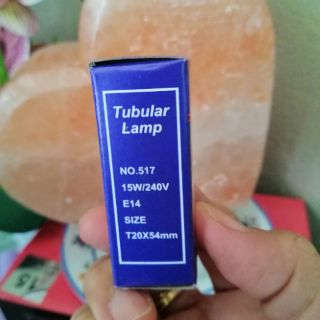 Tubular
Lamp
NO.517
15W/240V
E14
SIZE
T20X54mm